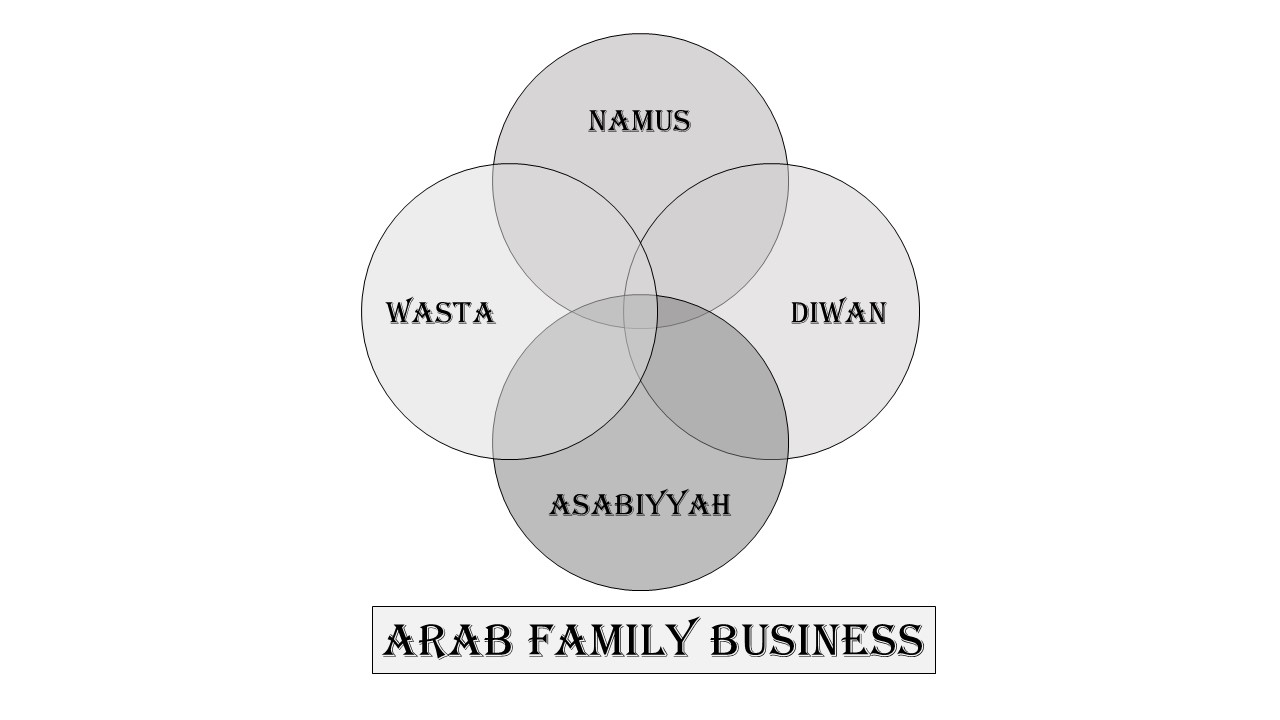 NAMUS
WASTA
DIWAN
ASABIYYAH
ARAB FAMILY BUSINESS